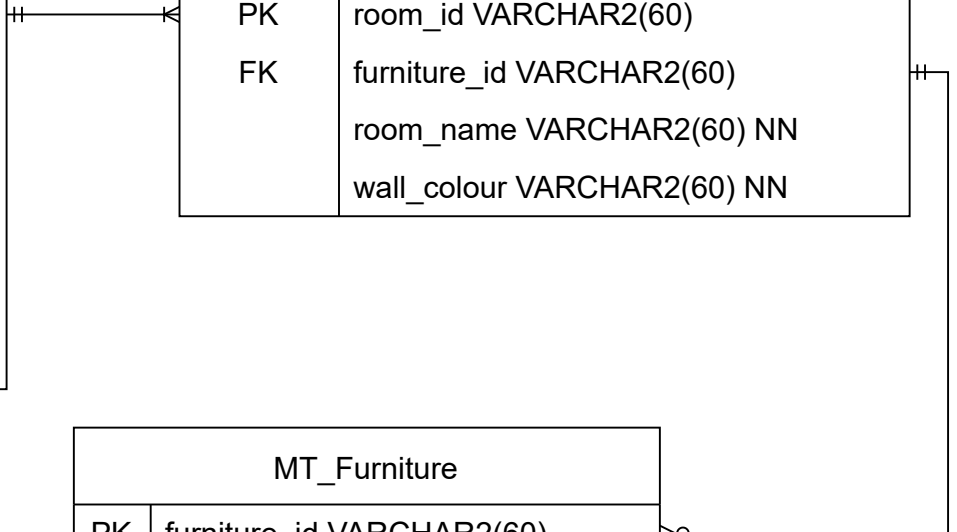 PK room_id VARCHAR2(60)
FK furniture_id VARCHAR2(60)
room_name VARCHAR2(60) NN
wall_colour VARCHAR2(60) NN
MT_Furniture
PK furniture_id VARCHAR2(60)